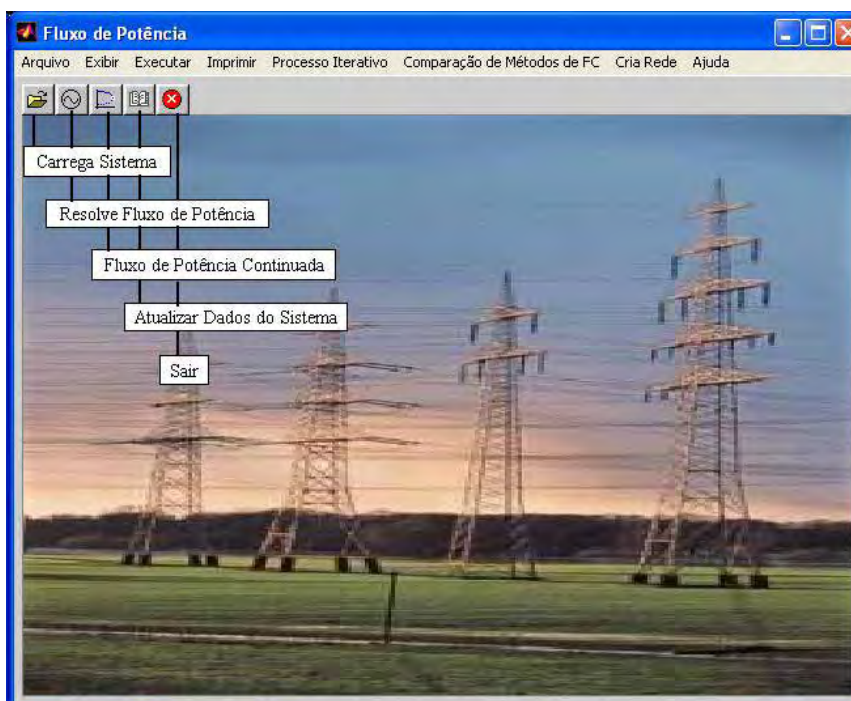 Fluxo de Potência
Arquivo Exibir Executar Imprimir Processo Iterativo Comparação de Métodos de FC Cria Rede Ajuda
Carrega Sistema
Resolve Fluxo de Potência
Fluxo de Potência Continuada
Atualizar Dados do Sistema
Sair